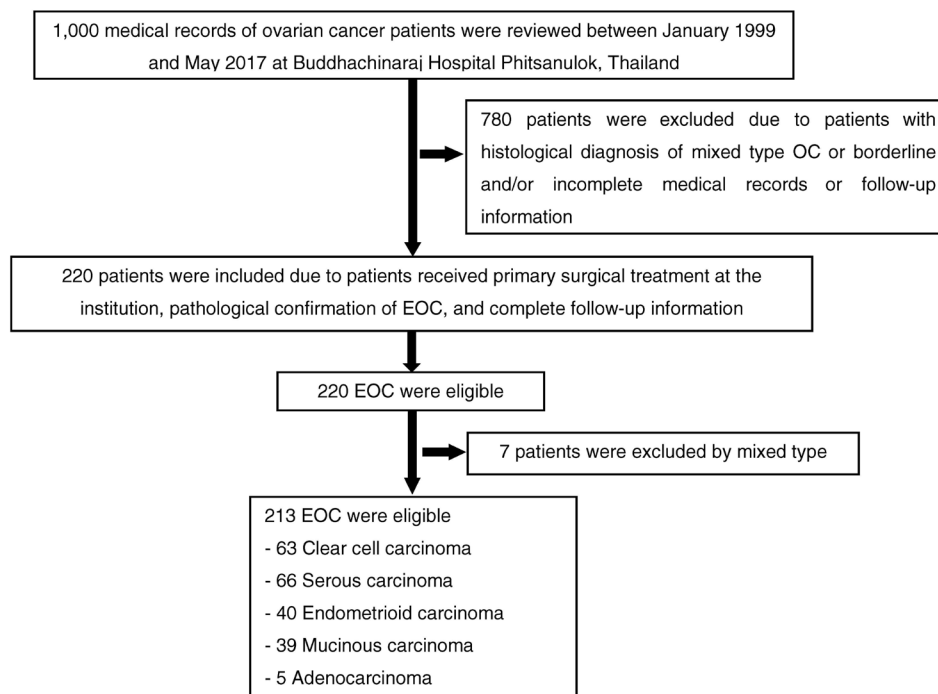 1,000 medical records of ovarian cancer patients were reviewed between January 1999
and May 2017 at Buddhachinaraj Hospital Phitsanulok, Thailand
780 patients were excluded due to patients with
histological diagnosis of mixed type OC or borderline
and/or incomplete medical records or follow-up
information
220 patients were included due to patients received primary surgical treatment at the
institution, pathological confirmation of EOC, and complete follow-up information
220 EOC were eligible
7 patients were excluded by mixed type
213 EOC were eligible
- 63 Clear cell carcinoma
- 66 Serous carcinoma
- 40 Endometrioid carcinoma
- 39 Mucinous carcinoma
- 5 Adenocarcinoma